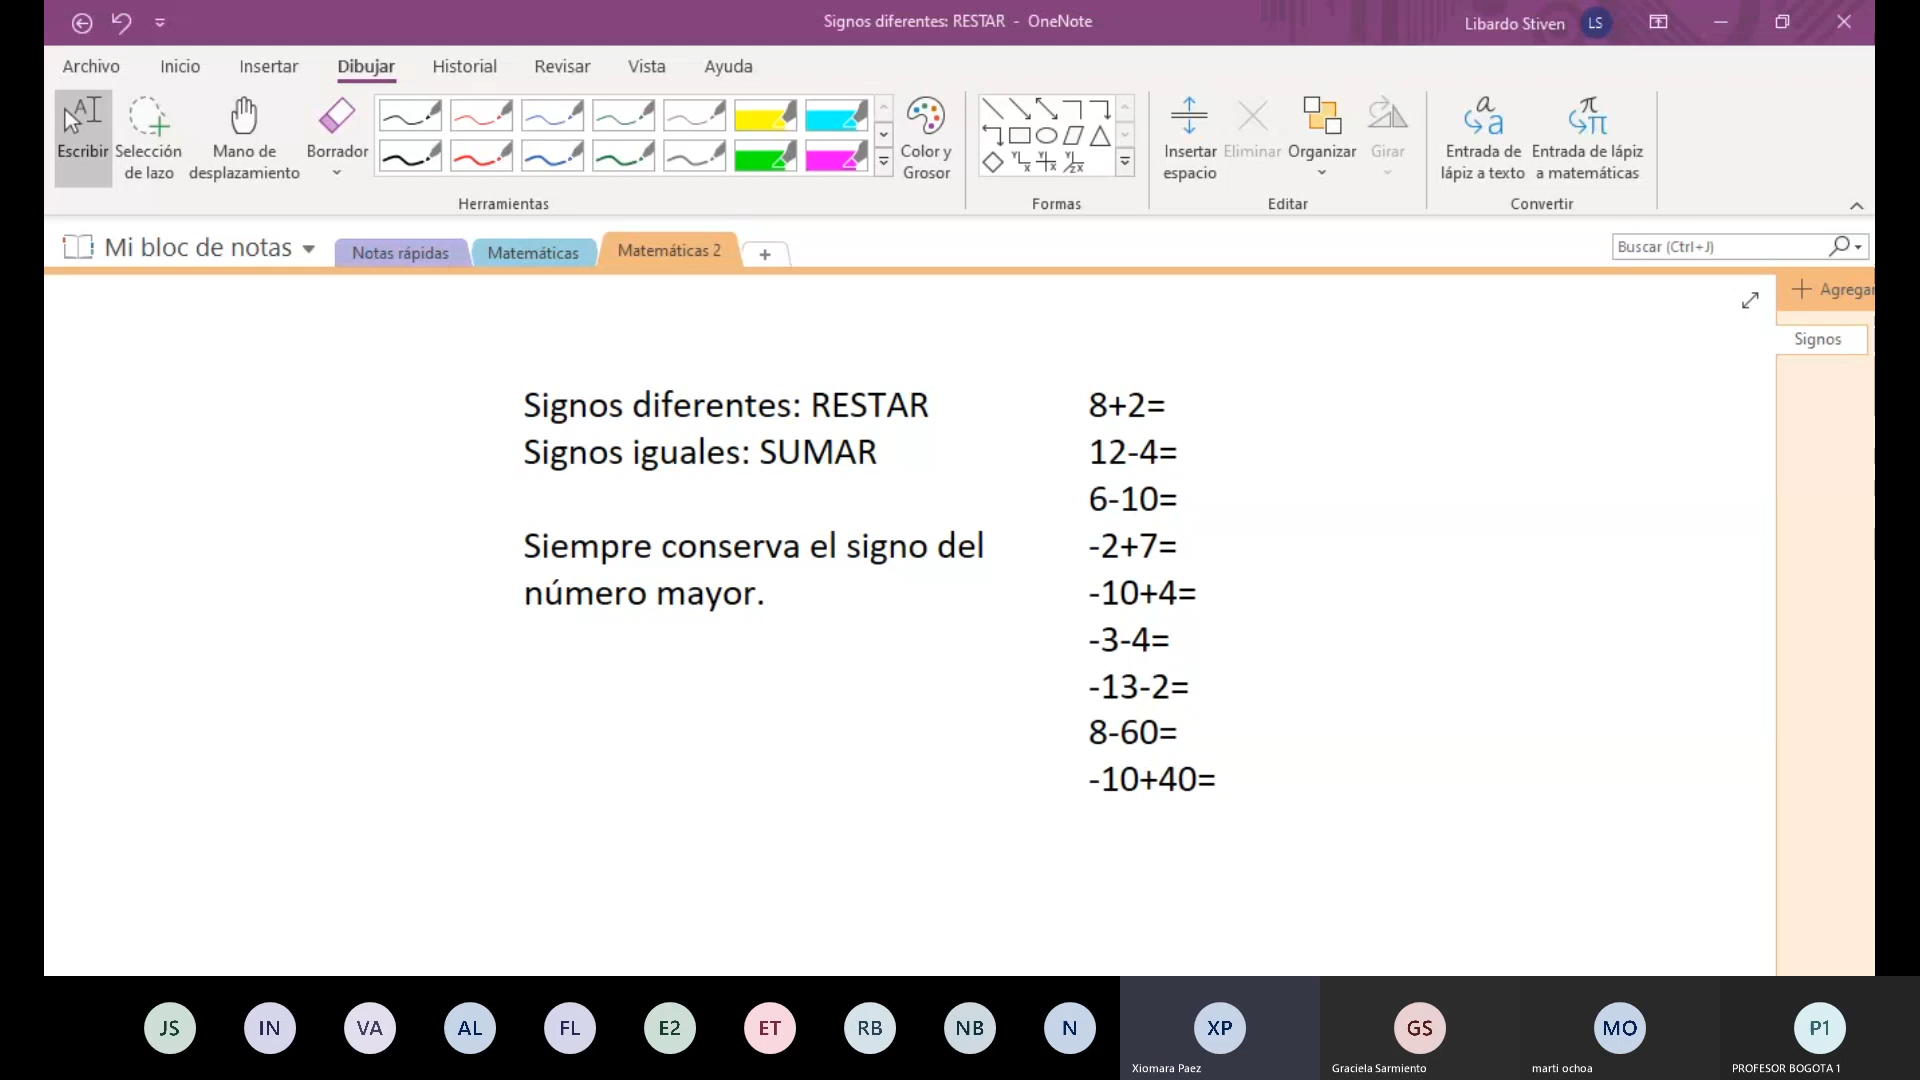 Signos diferentes: RESTAR - OneNote
Libardo Stiven LS
Archivo Inicio Insertar Dibujar Historial Revisar Vista Ayuda
Escribir
Selección de lazo
Mano de desplazamiento
Borrador
Color y Grosor
Insertar espacio
Eliminar
Organizar
Girar
Entrada de lápiz a texto
Entrada de lápiz a matemáticas
Herramientas Formas Editar Convertir
Mi bloc de notas Notas rápidas Matemáticas Matemáticas 2 +
Buscar (Ctrl+J)
Agregar
Signos
Signos diferentes: RESTAR
Signos iguales: SUMAR
Siempre conserva el signo del
número mayor.
8+2=
12-4=
6-10=
-2+7=
-10+4=
-3-4=
-13-2=
8-60=
-10+40=
JS IN VA AL FL E2 ET RB NB N XP GS MO P1
Xiomara Paez Graciela Sarmiento marti ochoa PROFESOR BOGOTA 1